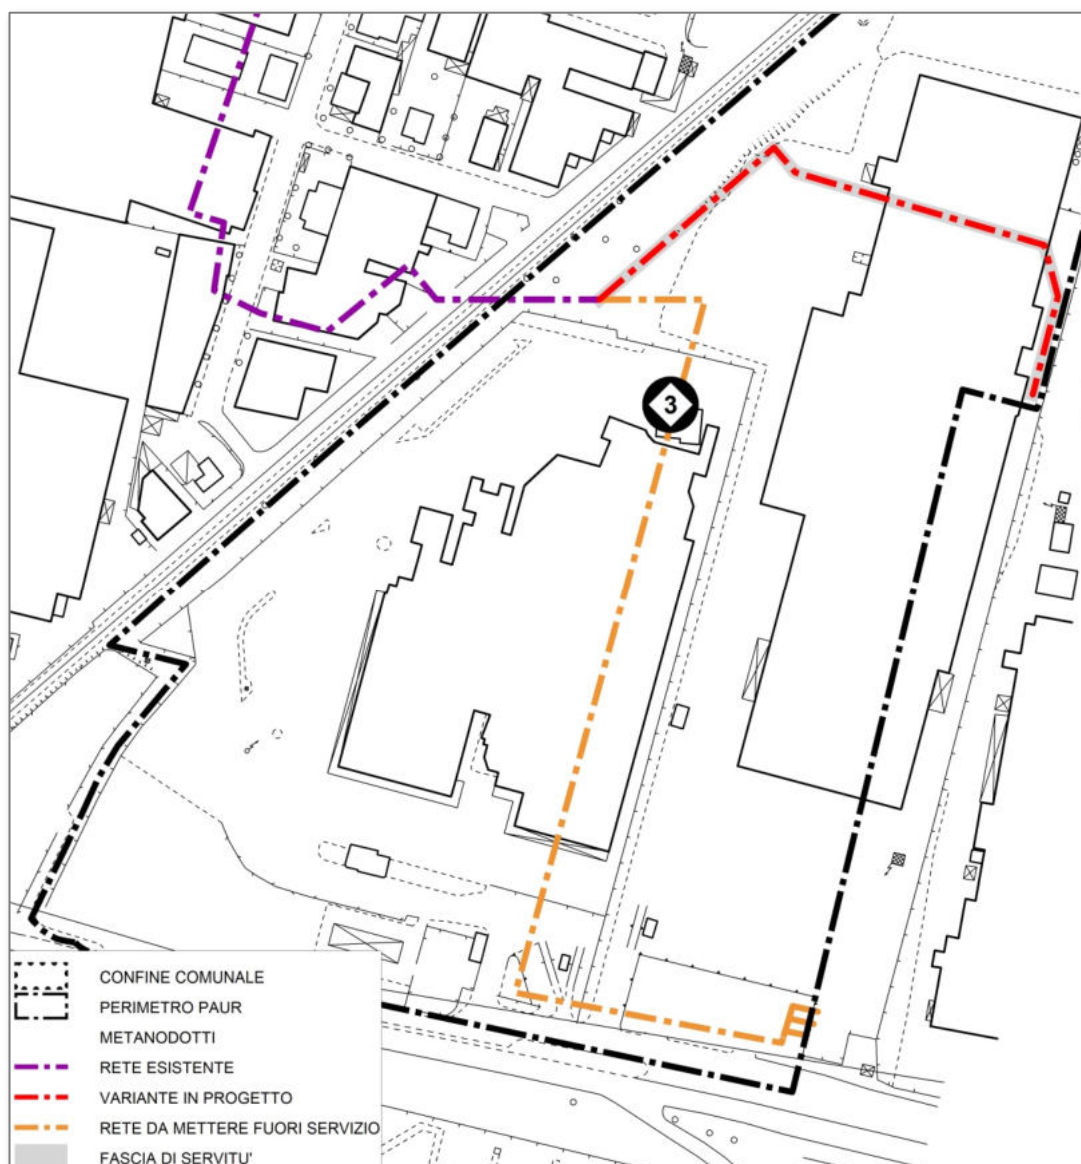 3
CONFINE COMUNALE
PERIMETRO PAUR
METANODOTTI
RETE ESISTENTE
VARIANTE IN PROGETTO
RETE DA METTERE FUORI SERVIZIO
FASCIA DI SERVITU'